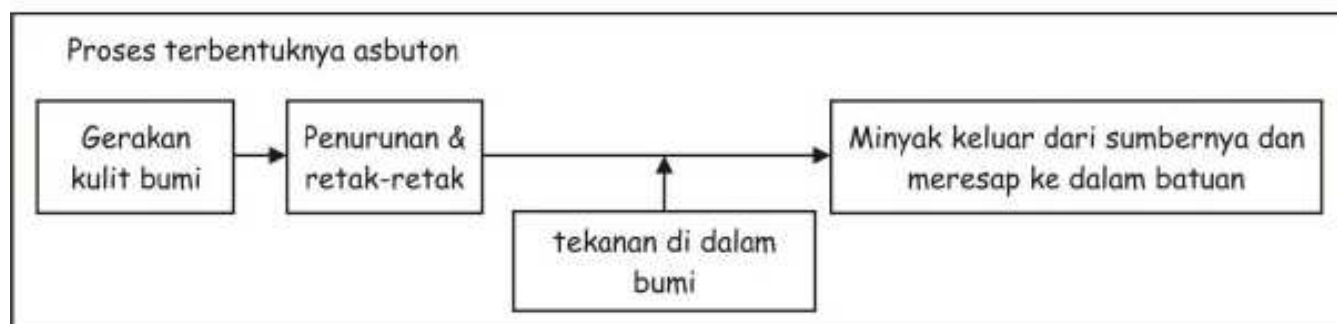 Proses terbentuknya asbuton
Gerakan
kulit bumi
Penurunan &
retak-retak
tekanan di dalam
bumi
Minyak keluar dari sumbernya dan
meresap ke dalam batuan